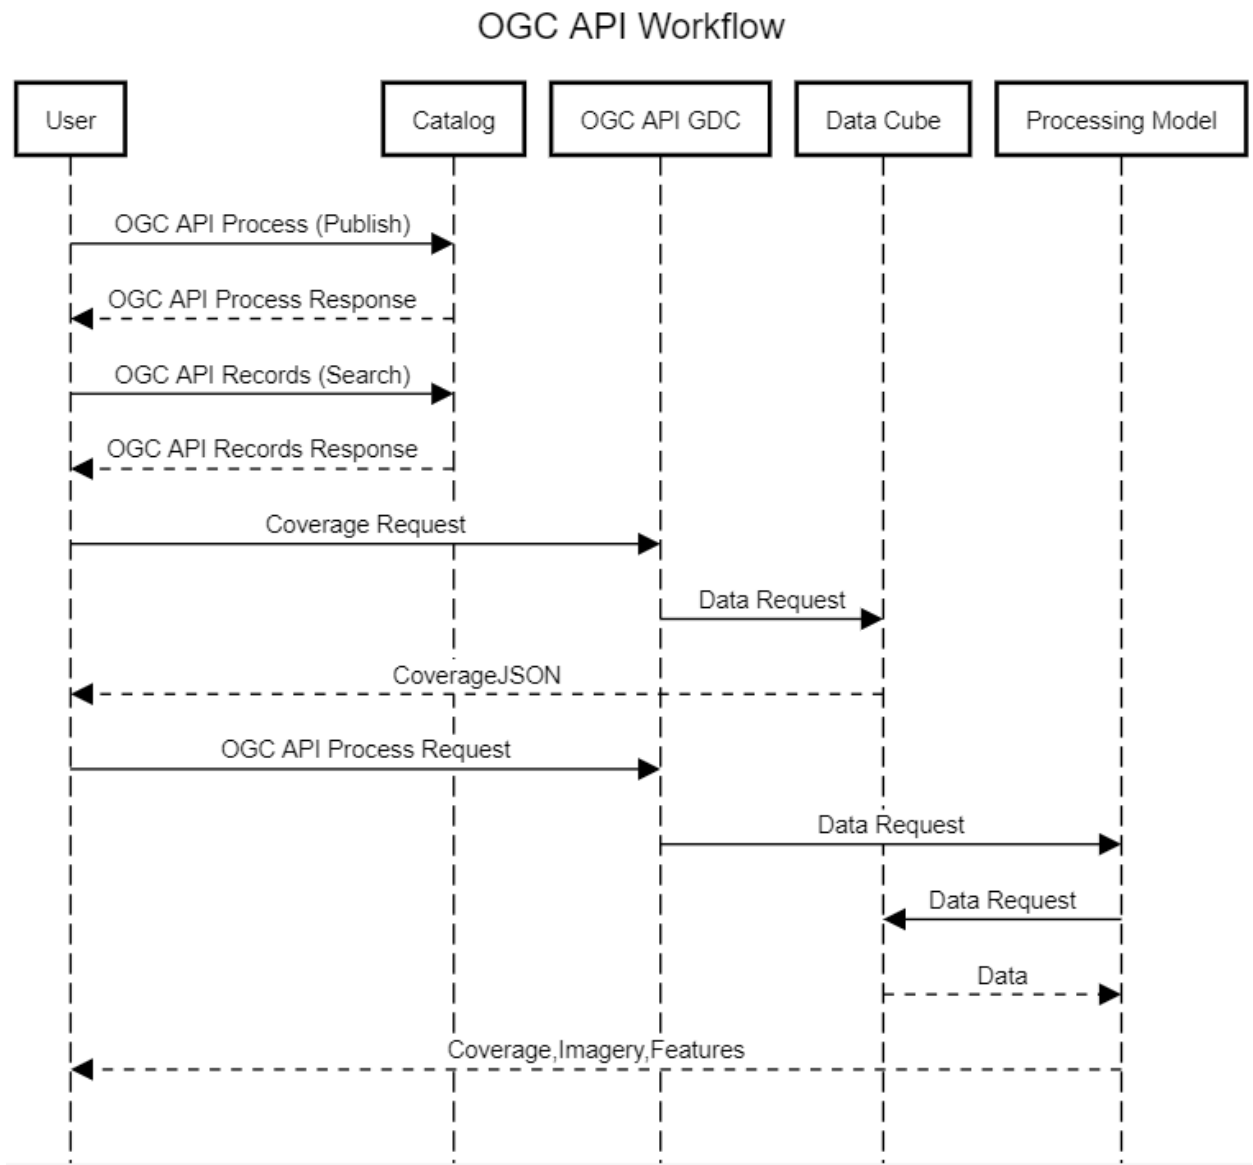 OGC API Workflow
User
Catalog
OGC API GDC
Data Cube
Processing Model
OGC API Process (Publish)
OGC API Process Response
OGC API Records (Search)
OGC API Records Response
Coverage Request
Data Request
CoverageJSON
OGC API Process Request
Data Request
Data Request
Data
Coverage,Imagery,Features